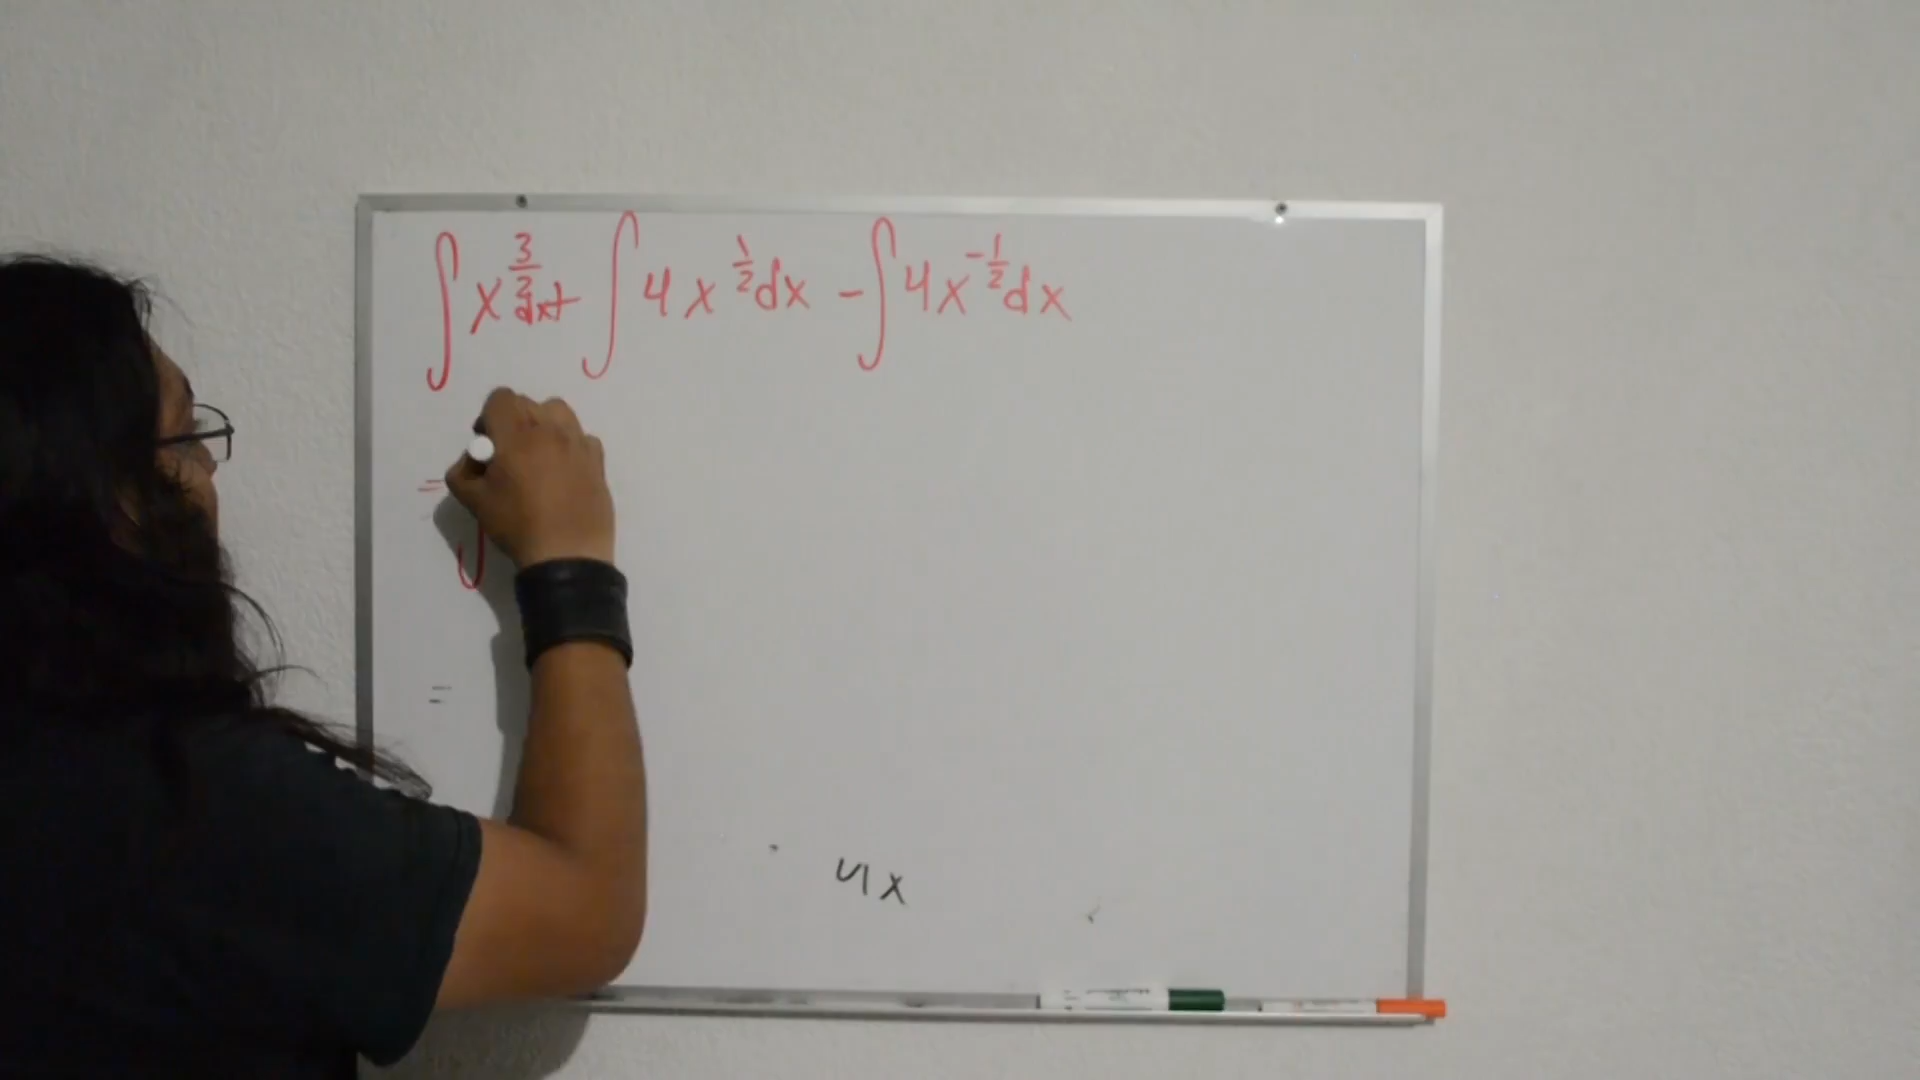 ∫ x^{3/2} dx + ∫ 4x^{1/2} dx - ∫ 4x^{-1/2} dx
= ∫
=
4x